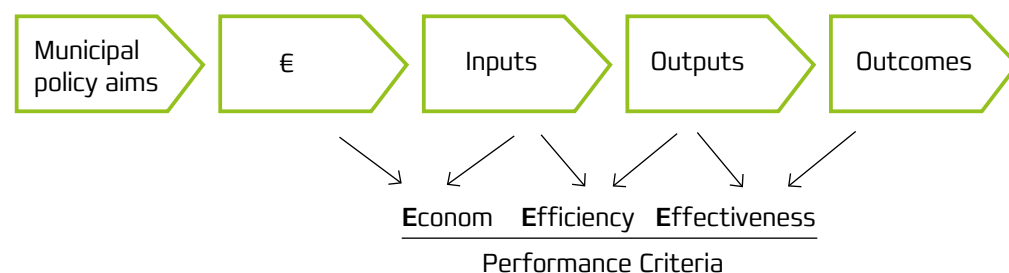 Municipal
policy aims
€
Inputs
Outputs
Outcomes
Econom Efficiency Effectiveness
Performance Criteria